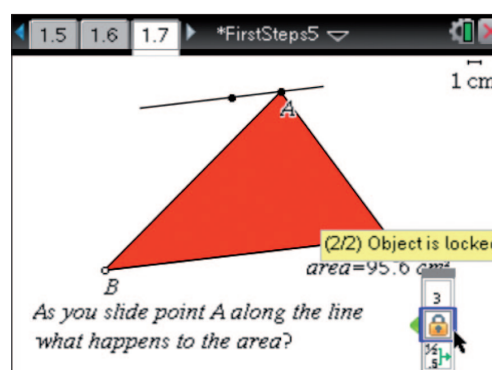 1.5 1.6 1.7 *FirstSteps5
1 cm
A
(2/2) Object is locked
area=95.6 cm²
B
3
As you slide point A along the line
what happens to the area?